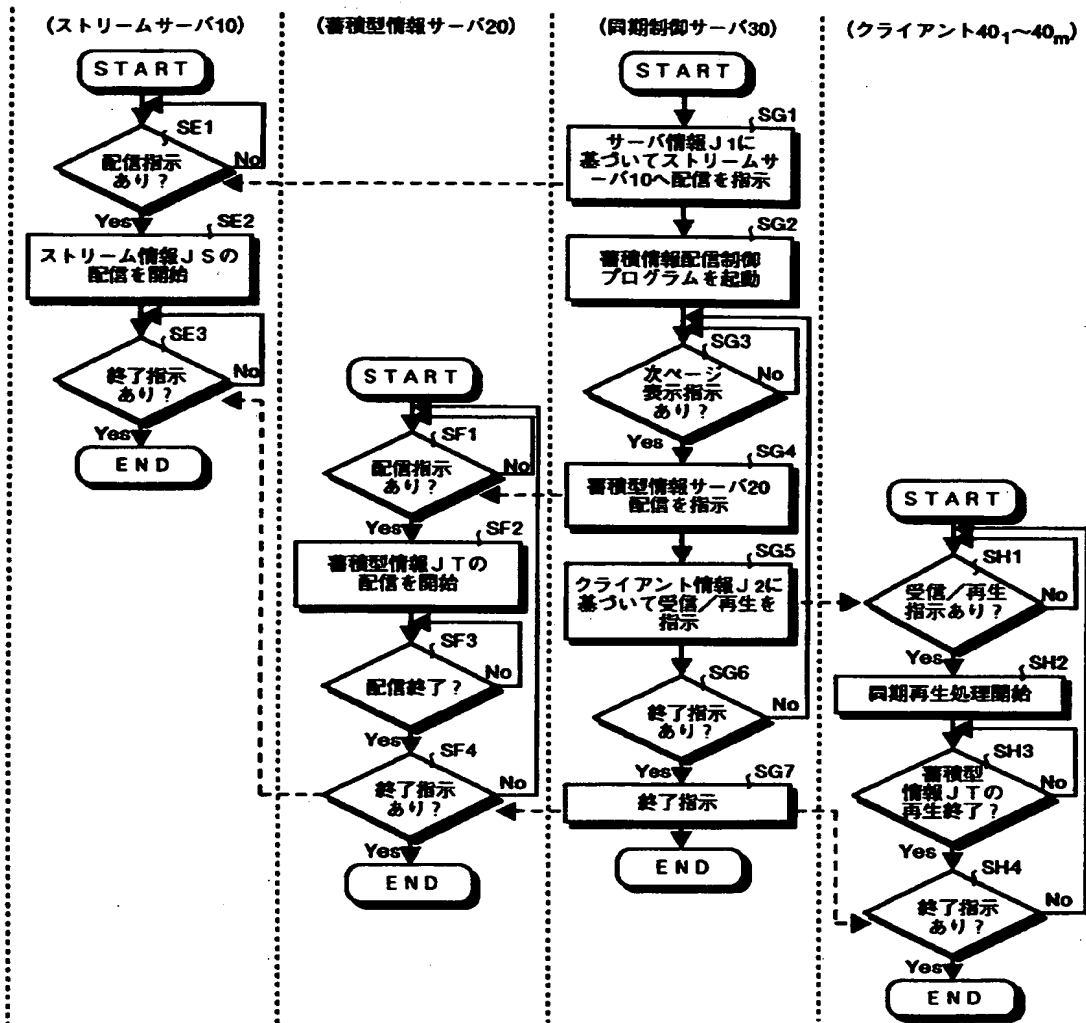 (ストリームサーバ10)
START
SE1
配信指示
あり？
No
Yes
SE2
ストリーム情報JSの
配信を開始
SE3
終了指示
あり？
No
Yes
END
(蓄積型情報サーバ20)
START
SF1
配信指示
あり？
No
Yes
SF2
蓄積型情報JTの
配信を開始
SF3
配信終了？
No
Yes
SF4
終了指示
あり？
No
Yes
END
(同期制御サーバ30)
START
SG1
サーバ情報J1に
基づいてストリームサ
ーバ10へ配信を指示
SG2
蓄積情報配信制御
プログラムを起動
SG3
次ページ
表示指示
あり？
No
Yes
SG4
蓄積型情報サーバ20
配信を指示
SG5
クライアント情報J2に
基づいて受信／再生を
指示
SG6
終了指示
あり？
No
Yes
SG7
終了指示
END
(クライアント40₁〜40ₘ)
START
SH1
受信／再生
指示あり？
No
Yes
SH2
同期再生処理開始
SH3
蓄積型
情報JTの
再生終了？
No
Yes
SH4
終了指示
あり？
No
Yes
END